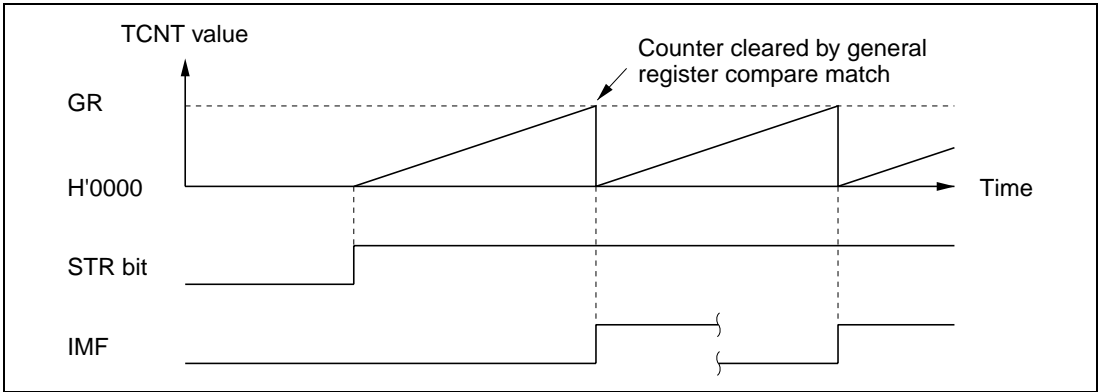 TCNT value
Counter cleared by general
register compare match
GR
H'0000
Time
STR bit
IMF